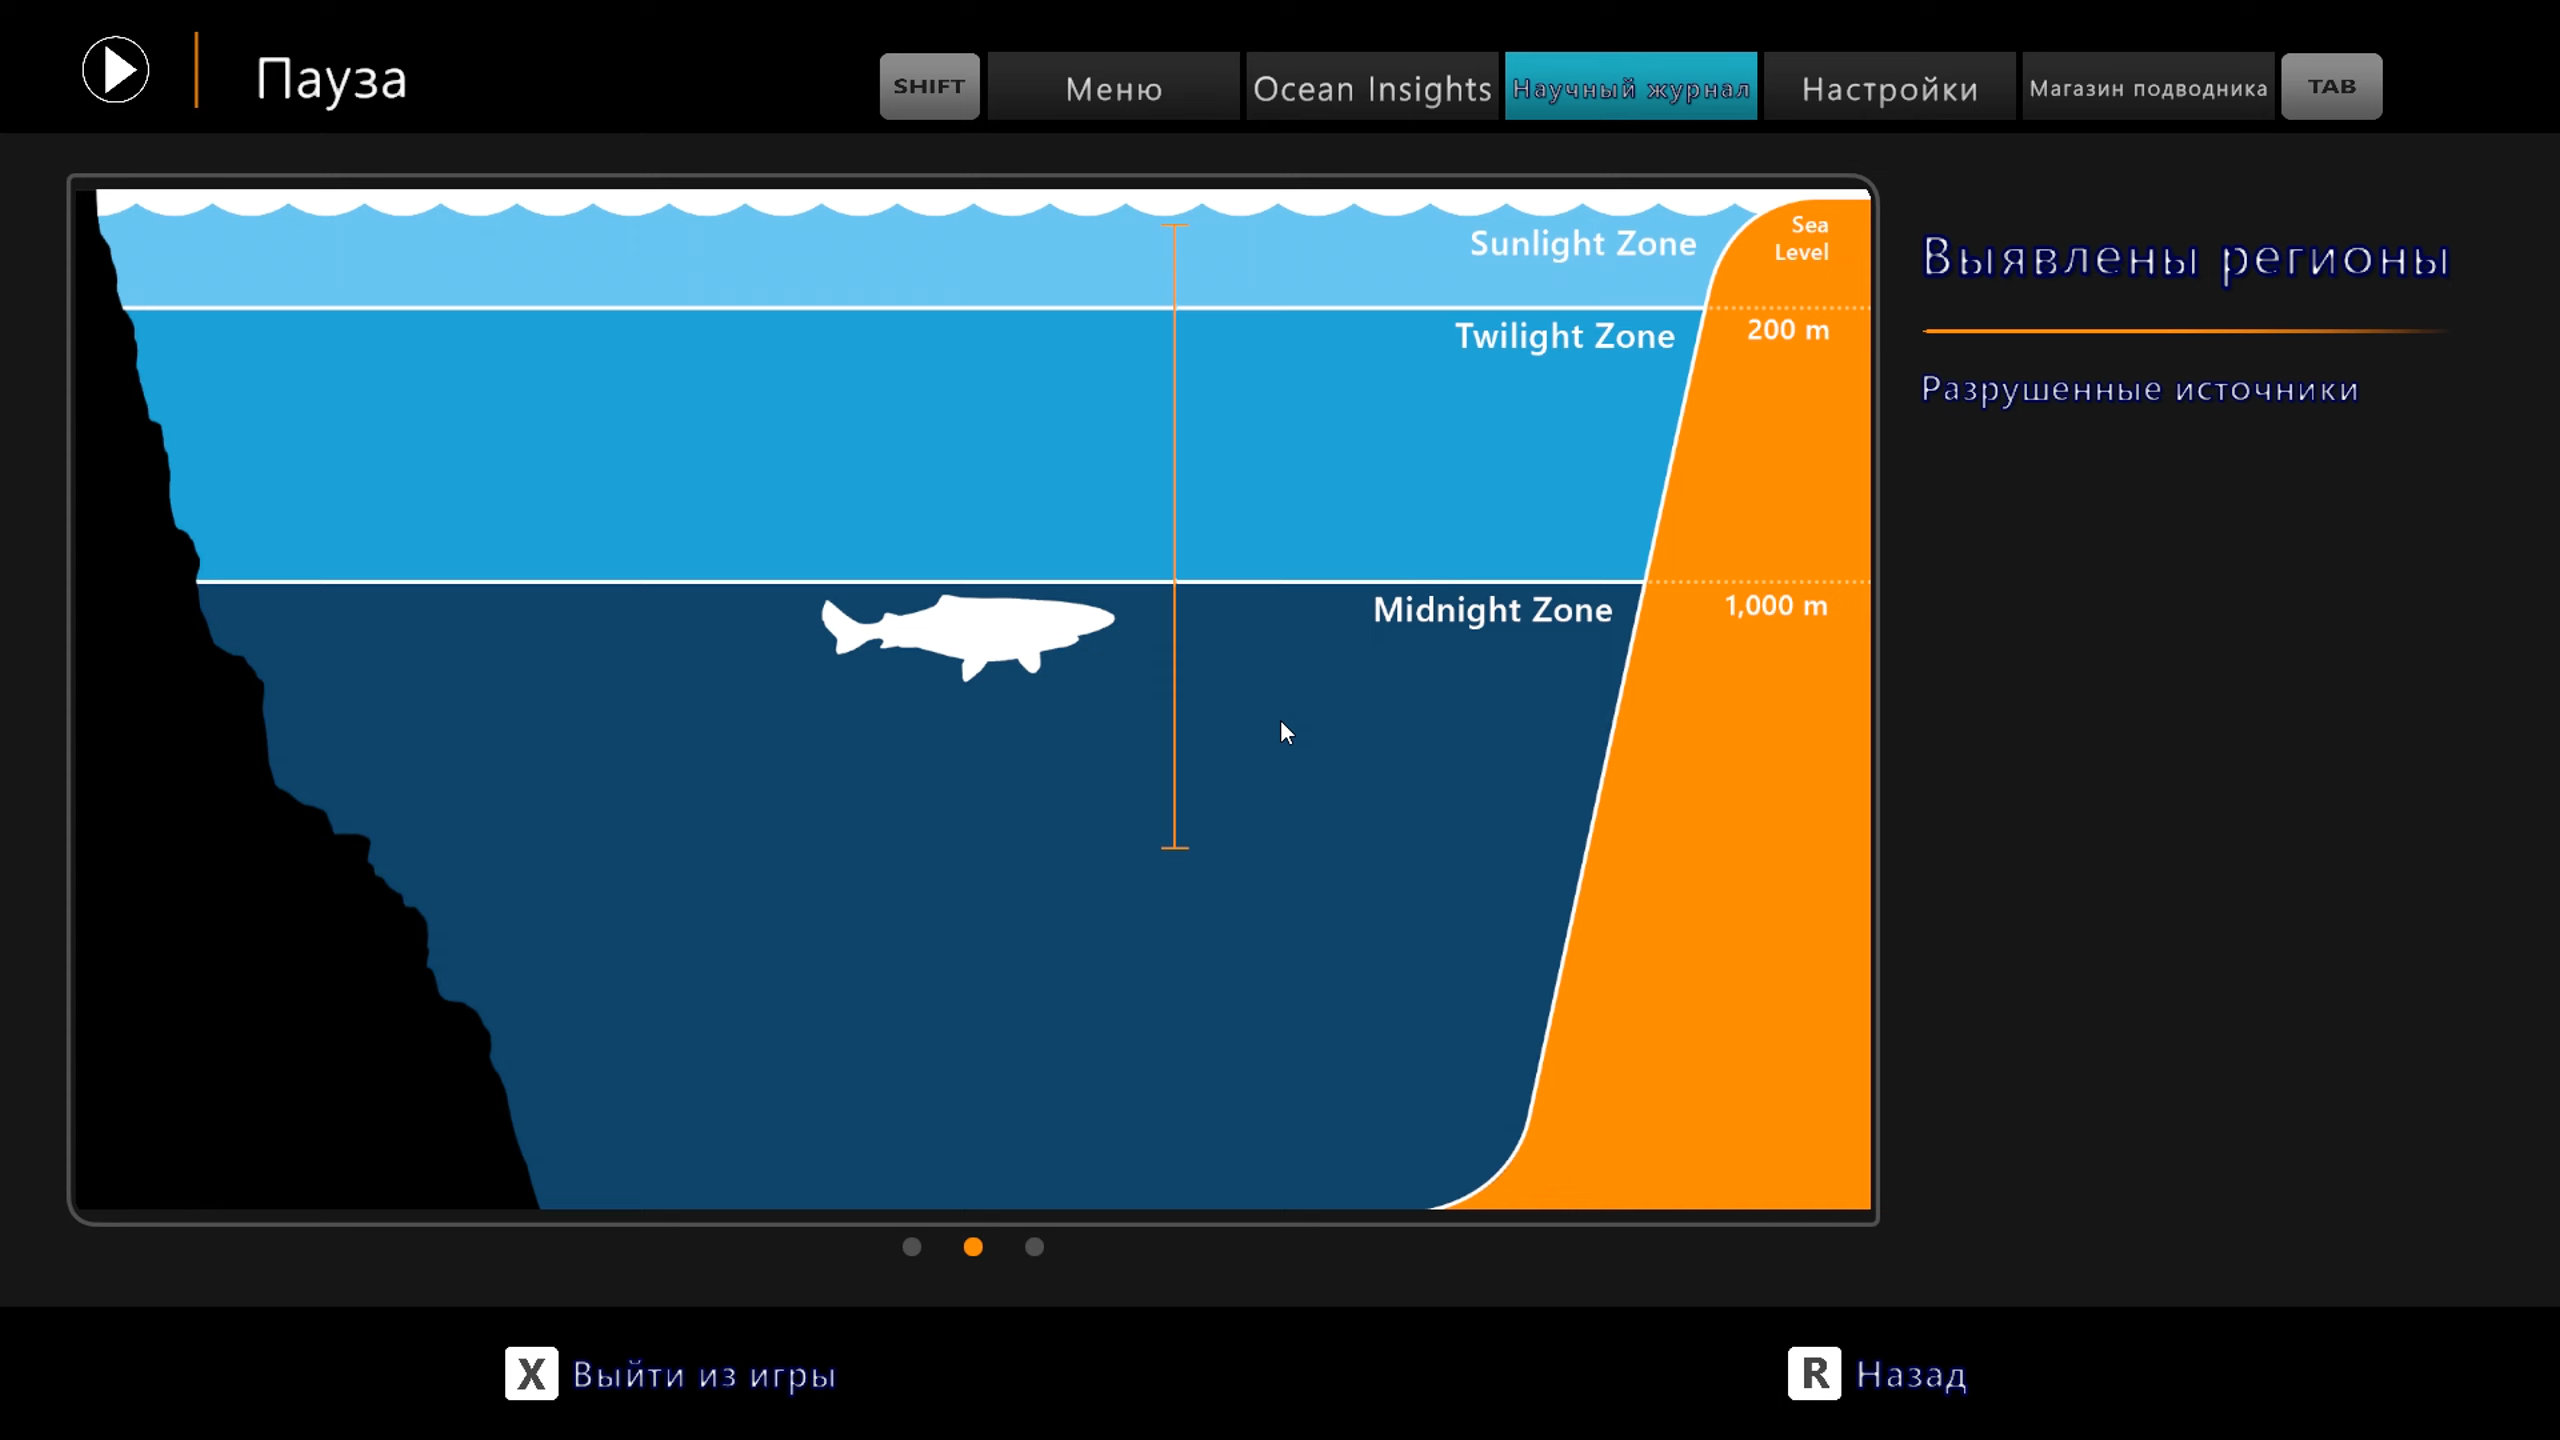 Пауза
SHIFT
Меню
Ocean Insights
Научный журнал
Настройки
Магазин подводника
TAB
Sunlight Zone
Sea
Level
Twilight Zone
200 m
Midnight Zone
1,000 m
Выявлены регионы
Разрушенные источники
X Выйти из игры
R Назад